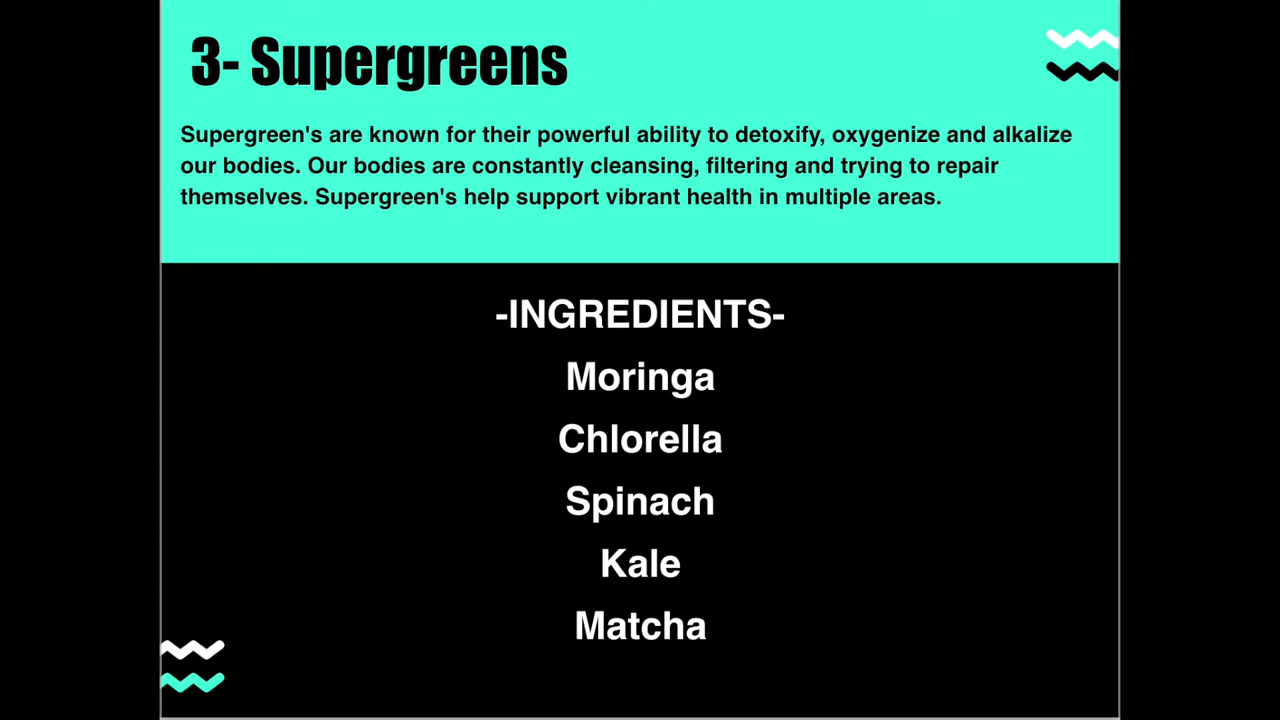 3- Supergreens
Supergreen's are known for their powerful ability to detoxify, oxygenize and alkalize
our bodies. Our bodies are constantly cleansing, filtering and trying to repair
themselves. Supergreen's help support vibrant health in multiple areas.
-INGREDIENTS-
Moringa
Chlorella
Spinach
Kale
Matcha